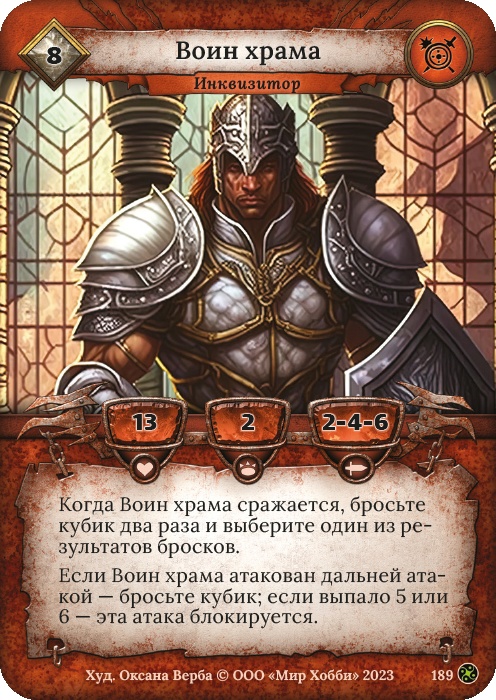 8
Воин храма
Инквизитор
13
2
2-4-6
Когда Воин храма сражается, бросьте
кубик два раза и выберите один из ре-
зультатов бросков.
Если Воин храма атакован дальней ата-
кой — бросьте кубик; если выпало 5 или
6 — эта атака блокируется.
Худ. Оксана Верба © ООО «Мир Хобби» 2023
189